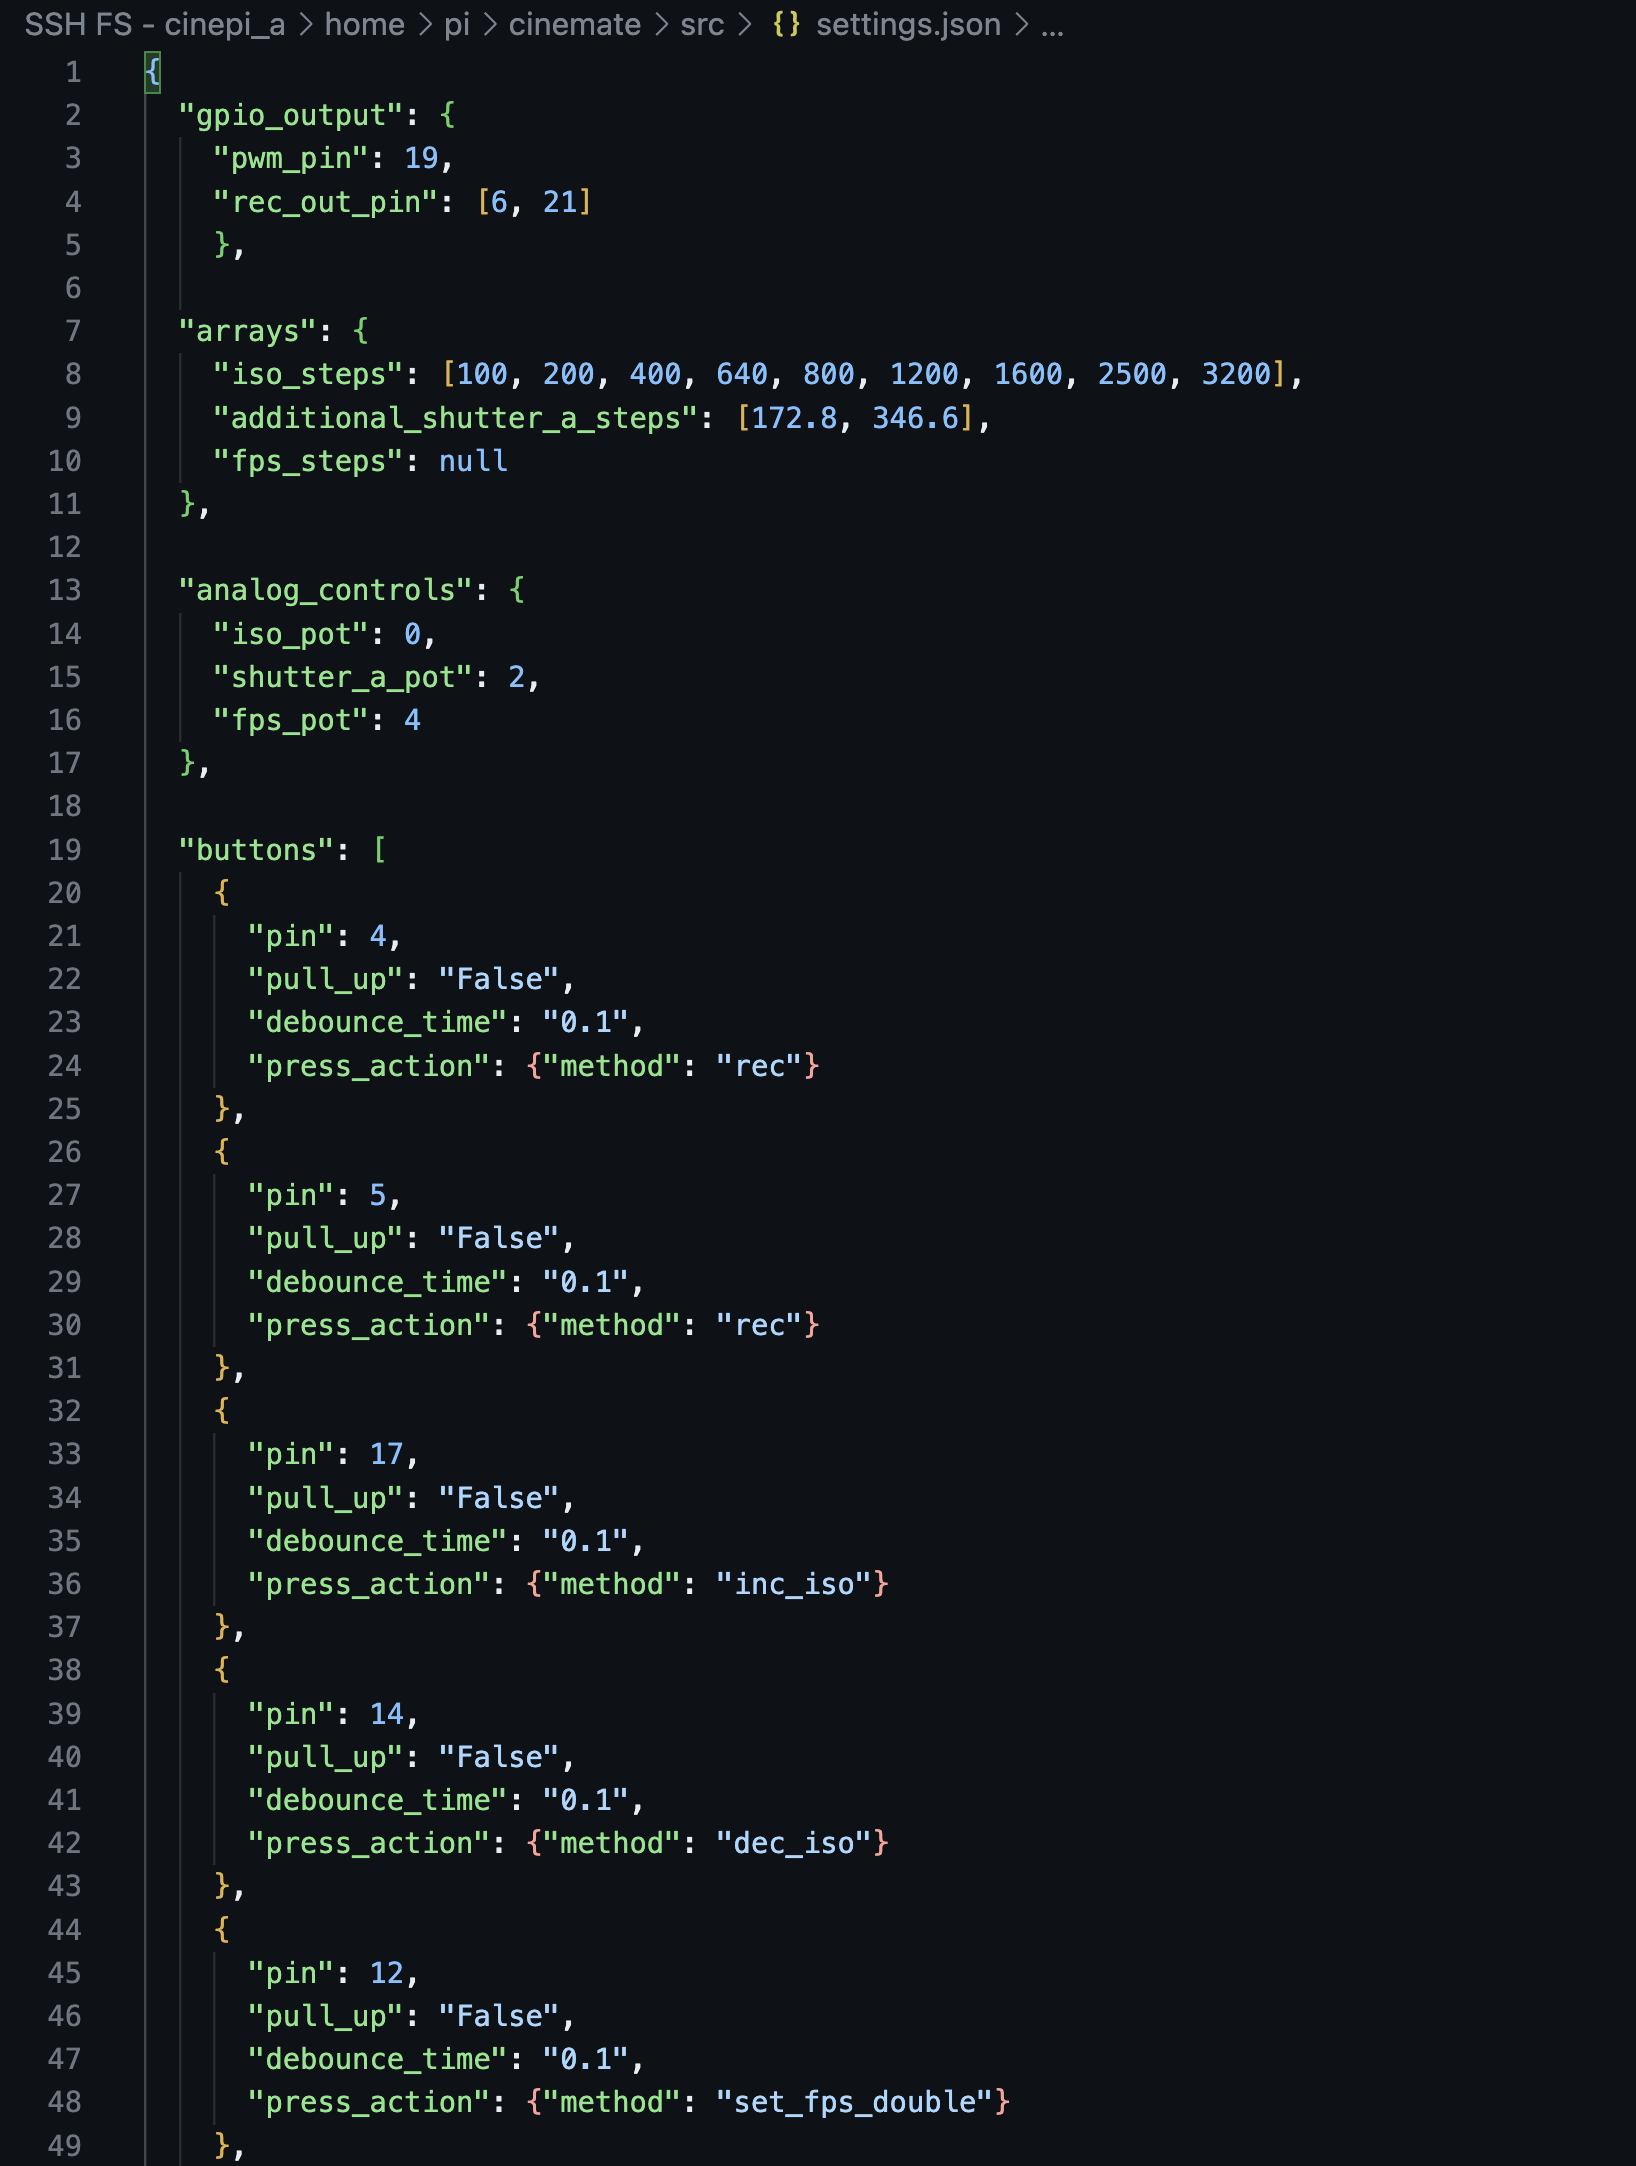 SSH FS - cinepi_a > home > pi > cinemate > src > {} settings.json > ...
1 {
2 "gpio_output": {
3 "pwm_pin": 19,
4 "rec_out_pin": [6, 21]
5 },
6
7 "arrays": {
8 "iso_steps": [100, 200, 400, 640, 800, 1200, 1600, 2500, 3200],
9 "additional_shutter_a_steps": [172.8, 346.6],
10 "fps_steps": null
11 },
12
13 "analog_controls": {
14 "iso_pot": 0,
15 "shutter_a_pot": 2,
16 "fps_pot": 4
17 },
18
19 "buttons": [
20 {
21 "pin": 4,
22 "pull_up": "False",
23 "debounce_time": "0.1",
24 "press_action": {"method": "rec"}
25 },
26 {
27 "pin": 5,
28 "pull_up": "False",
29 "debounce_time": "0.1",
30 "press_action": {"method": "rec"}
31 },
32 {
33 "pin": 17,
34 "pull_up": "False",
35 "debounce_time": "0.1",
36 "press_action": {"method": "inc_iso"}
37 },
38 {
39 "pin": 14,
40 "pull_up": "False",
41 "debounce_time": "0.1",
42 "press_action": {"method": "dec_iso"}
43 },
44 {
45 "pin": 12,
46 "pull_up": "False",
47 "debounce_time": "0.1",
48 "press_action": {"method": "set_fps_double"}
49 },